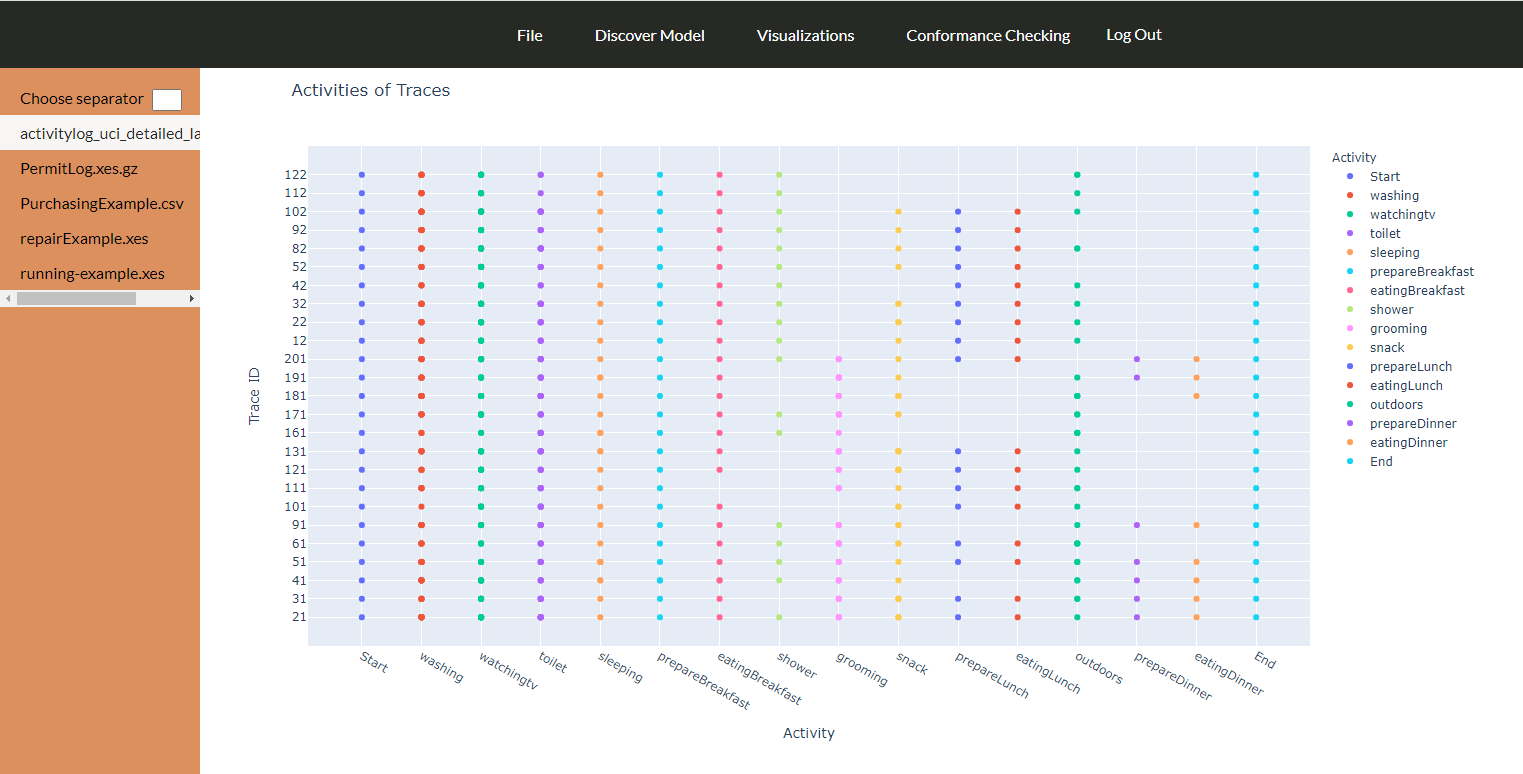 File Discover Model Visualizations Conformance Checking Log Out
Choose separator
activitylog_uci_detailed_la
PermitLog.xes.gz
PurchasingExample.csv
repairExample.xes
running-example.xes
Activities of Traces
Trace ID
122
112
102
92
82
52
42
32
22
12
201
191
181
171
161
131
121
111
101
91
61
51
41
31
21
Start washing watchingtv toilet sleeping prepareBreakfast eatingBreakfast shower grooming snack prepareLunch eatingLunch outdoors prepareDinner eatingDinner End
Activity
Activity
Start
washing
watchingtv
toilet
sleeping
prepareBreakfast
eatingBreakfast
shower
grooming
snack
prepareLunch
eatingLunch
outdoors
prepareDinner
eatingDinner
End